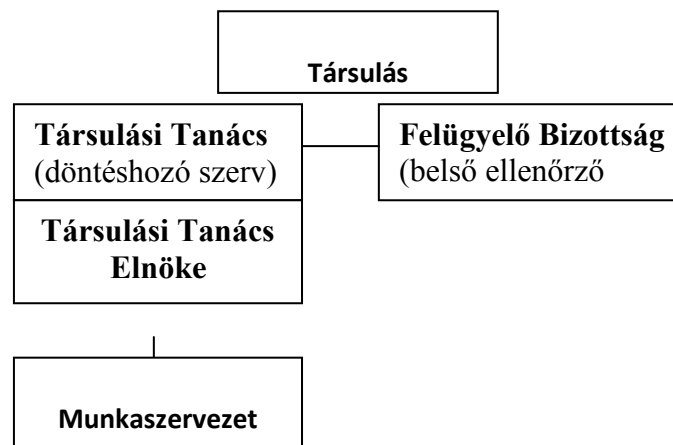 Társulás
Társulási Tanács
(döntéshozó szerv)
Felügyelő Bizottság
(belső ellenőrző
Társulási Tanács
Elnöke
Munkaszervezet